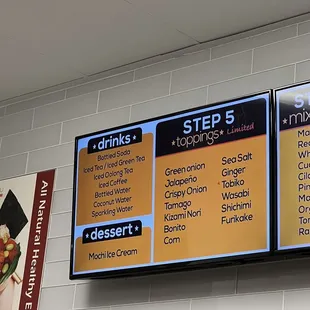 All Natural Healthy E
drinks
Bottled Soda
Iced Tea / Iced Green Tea
Iced Oolong Tea
Iced Coffee
Bottled Water
Coconut Water
Sparkling Water
dessert
Mochi Ice Cream
STEP 5
toppings Limited
Green onion
Jalapeño
Crispy Onion
Tamago
Kizami Nori
Bonito
Corn
Sea Salt
Ginger
Tobiko
Wasabi
Shichimi
Furikake